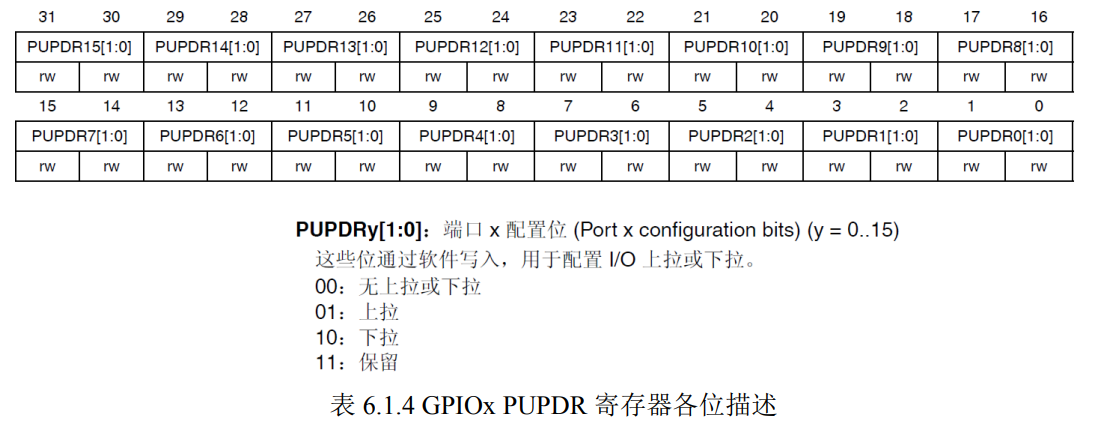 31 30 29 28 27 26 25 24 23 22 21 20 19 18 17 16
PUPDR15[1:0] PUPDR14[1:0] PUPDR13[1:0] PUPDR12[1:0] PUPDR11[1:0] PUPDR10[1:0] PUPDR9[1:0] PUPDR8[1:0]
rw rw rw rw rw rw rw rw rw rw rw rw rw rw rw rw
15 14 13 12 11 10 9 8 7 6 5 4 3 2 1 0
PUPDR7[1:0] PUPDR6[1:0] PUPDR5[1:0] PUPDR4[1:0] PUPDR3[1:0] PUPDR2[1:0] PUPDR1[1:0] PUPDR0[1:0]
rw rw rw rw rw rw rw rw rw rw rw rw rw rw rw rw
PUPDRy[1:0]：端口 x 配置位 (Port x configuration bits) (y = 0..15)
这些位通过软件写入，用于配置 I/O 上拉或下拉。
00：无上拉或下拉
01：上拉
10：下拉
11：保留
表 6.1.4 GPIOx PUPDR 寄存器各位描述